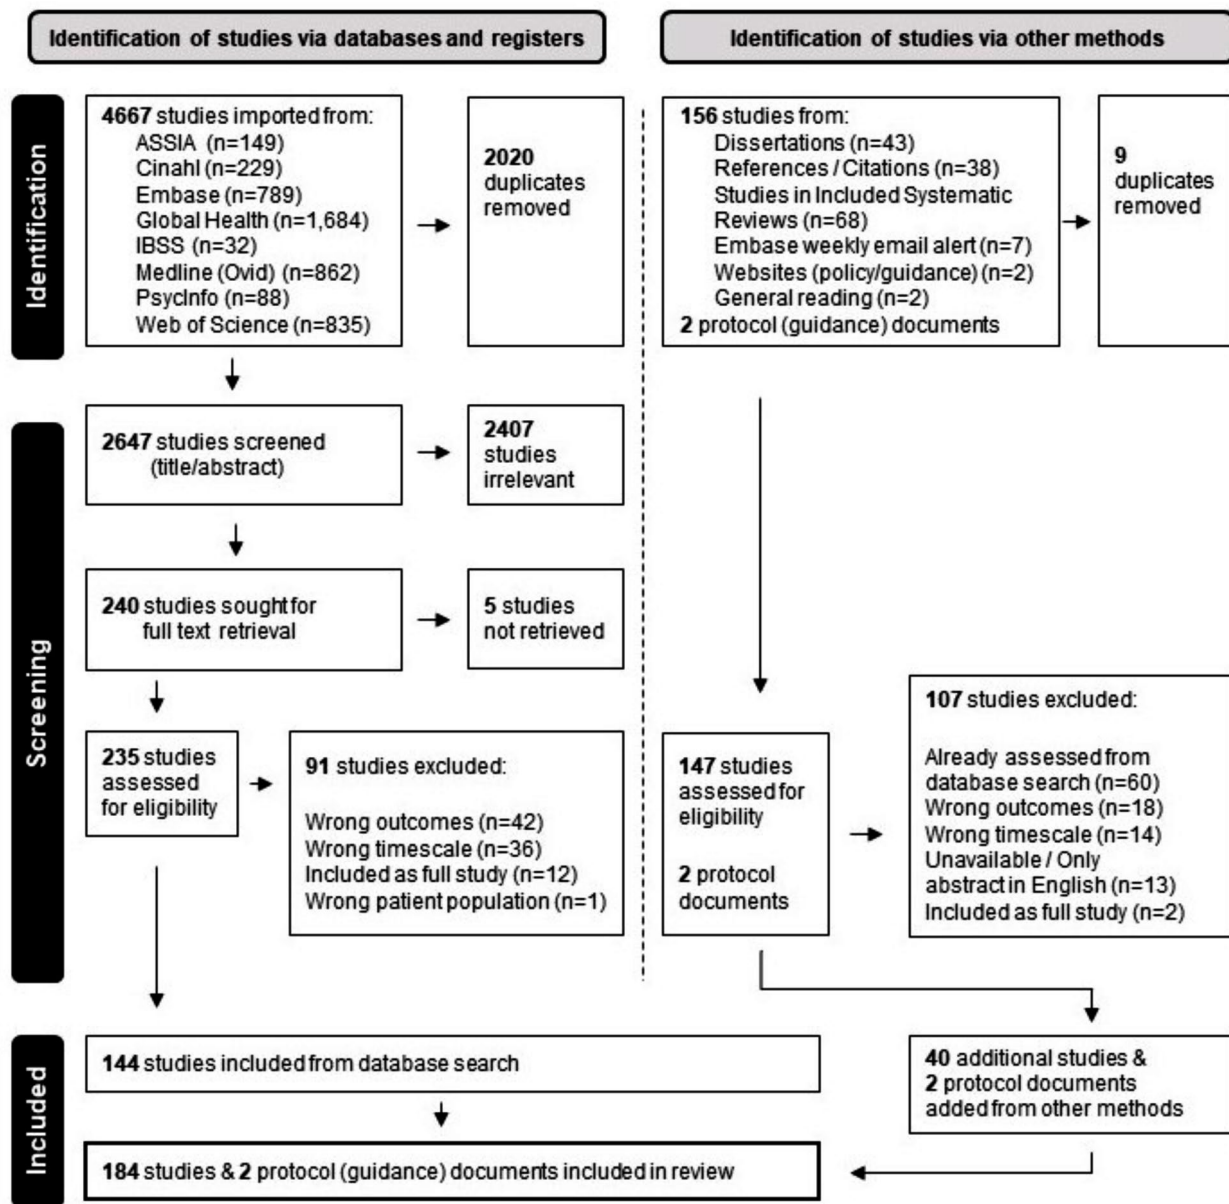 Identification of studies via databases and registers
Identification of studies via other methods
Identification
4667 studies imported from:
ASSIA (n=149)
Cinahl (n=229)
Embase (n=789)
Global Health (n=1,684)
IBSS (n=32)
Medline (Ovid) (n=862)
PsycInfo (n=88)
Web of Science (n=835)
2020
duplicates
removed
156 studies from:
Dissertations (n=43)
References / Citations (n=38)
Studies in Included Systematic
Reviews (n=68)
Embase weekly email alert (n=7)
Websites (policy/guidance) (n=2)
General reading (n=2)
2 protocol (guidance) documents
9
duplicates
removed
Screening
2647 studies screened
(title/abstract)
2407
studies
irrelevant
240 studies sought for
full text retrieval
5 studies
not retrieved
235 studies
assessed
for eligibility
91 studies excluded:
Wrong outcomes (n=42)
Wrong timescale (n=36)
Included as full study (n=12)
Wrong patient population (n=1)
147 studies
assessed for
eligibility
2 protocol
documents
107 studies excluded:
Already assessed from
database search (n=60)
Wrong outcomes (n=18)
Wrong timescale (n=14)
Unavailable / Only
abstract in English (n=13)
Included as full study (n=2)
Included
144 studies included from database search
40 additional studies &
2 protocol documents
added from other methods
184 studies & 2 protocol (guidance) documents included in review